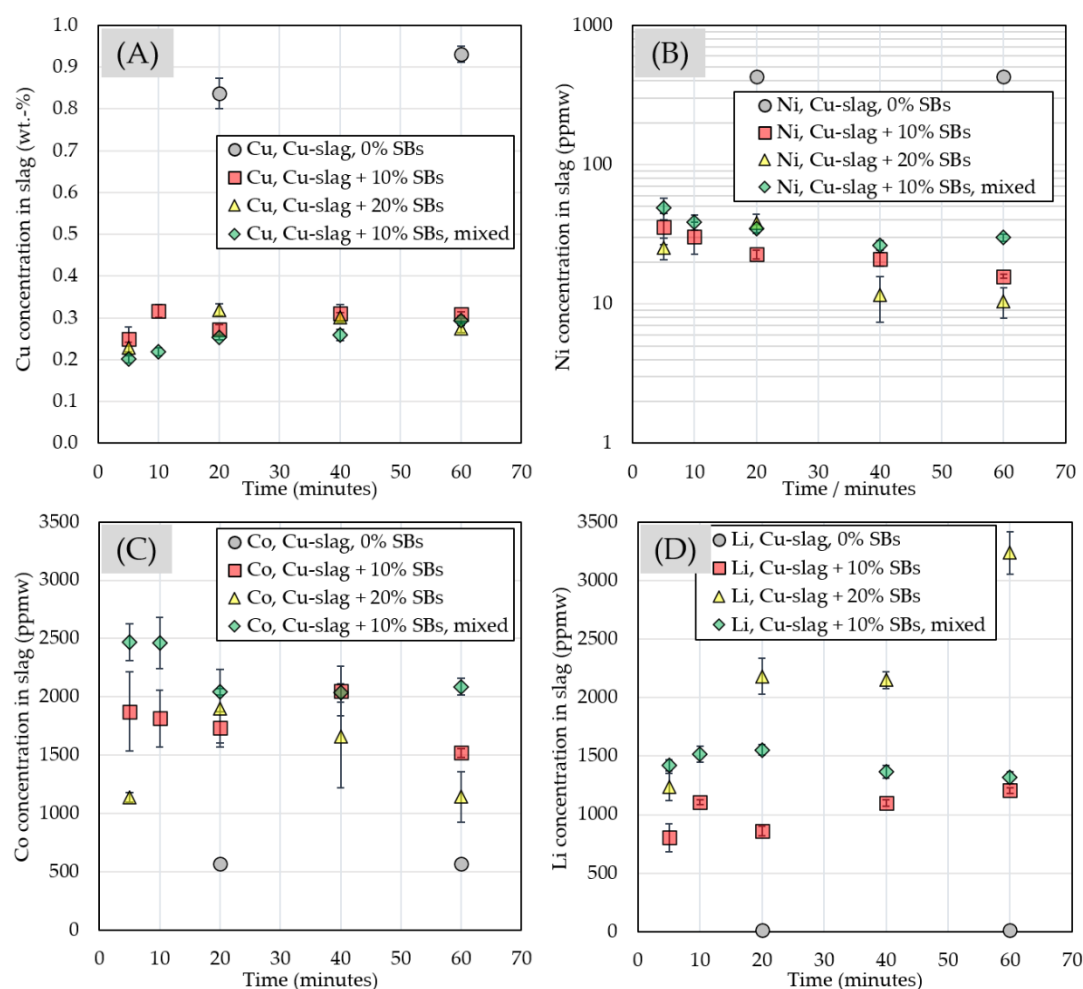 (A)
Cu concentration in slag (wt.-%)
1.0
0.9
0.8
0.7
0.6
0.5
0.4
0.3
0.2
0.1
0.0
Cu, Cu-slag, 0% SBs
Cu, Cu-slag + 10% SBs
Cu, Cu-slag + 20% SBs
Cu, Cu-slag + 10% SBs, mixed
0 10 20 30 40 50 60 70
Time (minutes)
(B)
Ni concentration in slag (ppmw)
1000
100
10
1
Ni, Cu-slag, 0% SBs
Ni, Cu-slag + 10% SBs
Ni, Cu-slag + 20% SBs
Ni, Cu-slag + 10% SBs, mixed
0 10 20 30 40 50 60 70
Time / minutes
(C)
Co concentration in slag (ppmw)
3500
3000
2500
2000
1500
1000
500
0
Co, Cu-slag, 0% SBs
Co, Cu-slag + 10% SBs
Co, Cu-slag + 20% SBs
Co, Cu-slag + 10% SBs, mixed
0 10 20 30 40 50 60 70
Time (minutes)
(D)
Li concentration in slag (ppmw)
3500
3000
2500
2000
1500
1000
500
0
Li, Cu-slag, 0% SBs
Li, Cu-slag + 10% SBs
Li, Cu-slag + 20% SBs
Li, Cu-slag + 10% SBs, mixed
0 10 20 30 40 50 60 70
Time (minutes)